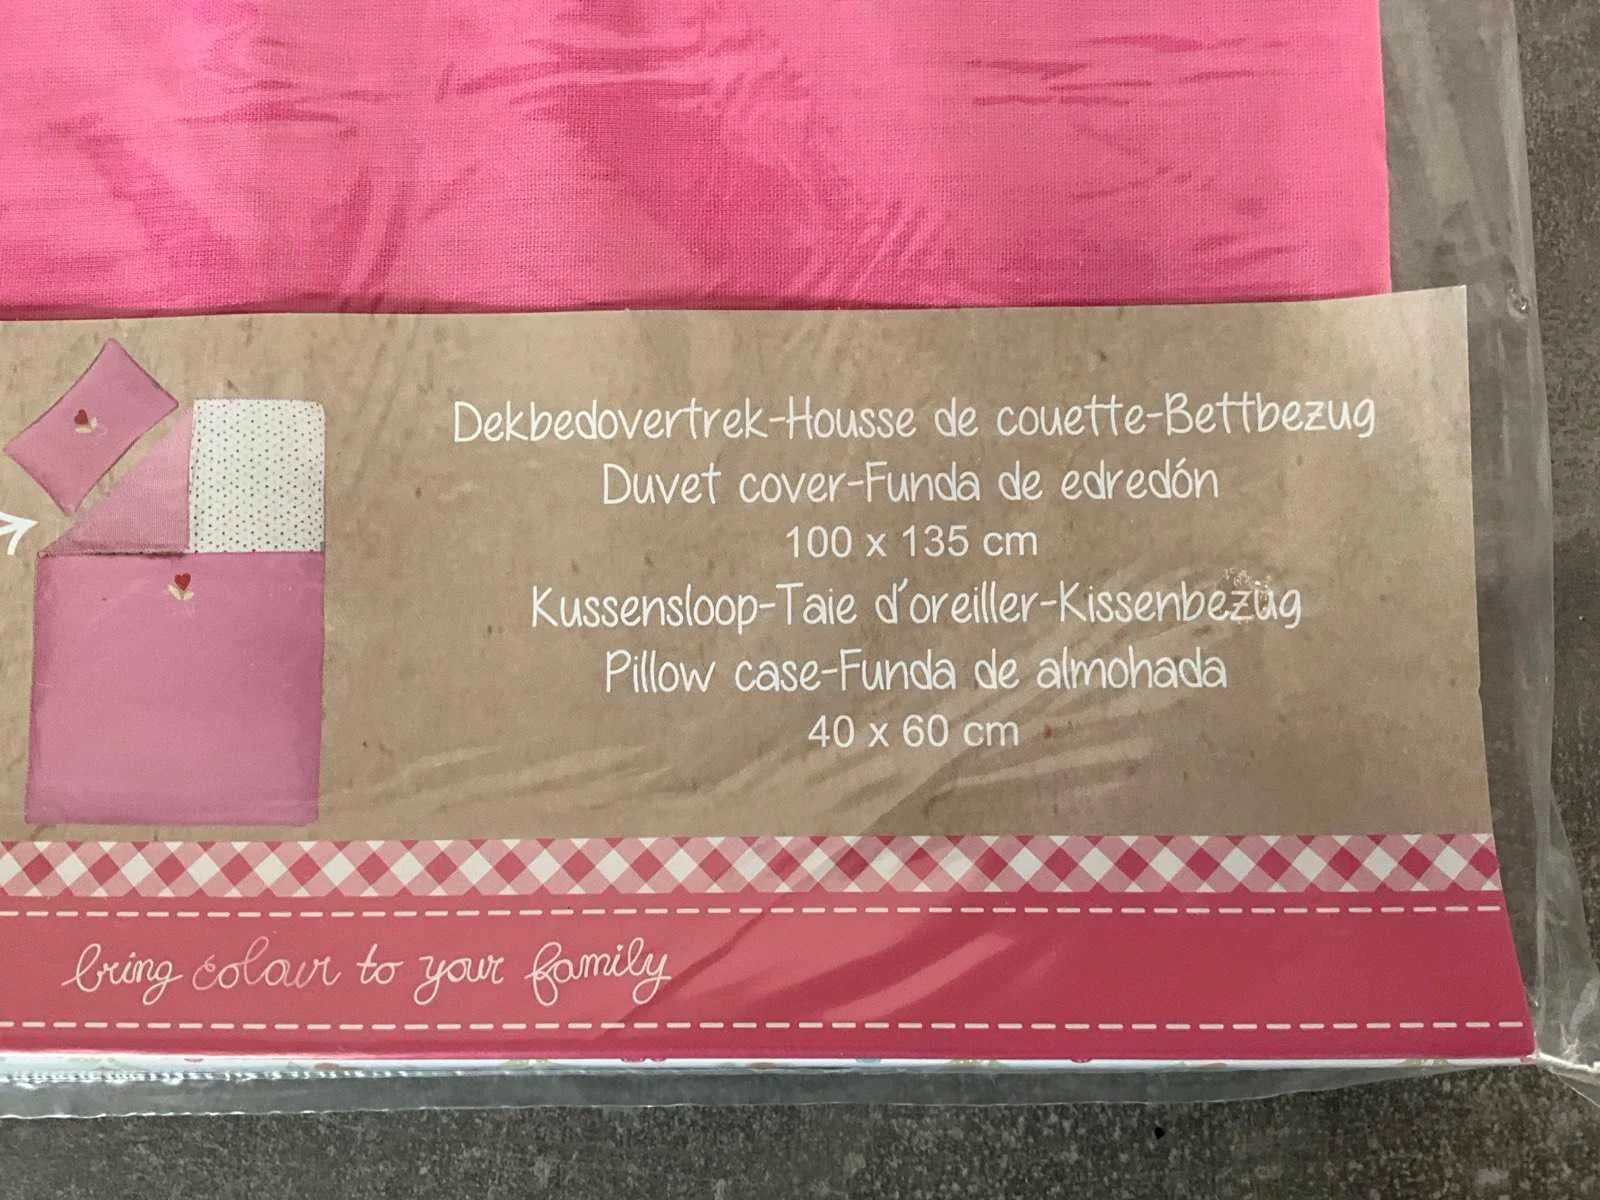 Dekbedovertrek-Housse de couette-Bettbezug
Duvet cover-Funda de edredón
100 x 135 cm
Kussensloop-Taie d'oreiller-Kissenbezüg
Pillow case-Funda de almohada
40 x 60 cm
bring colour to your family